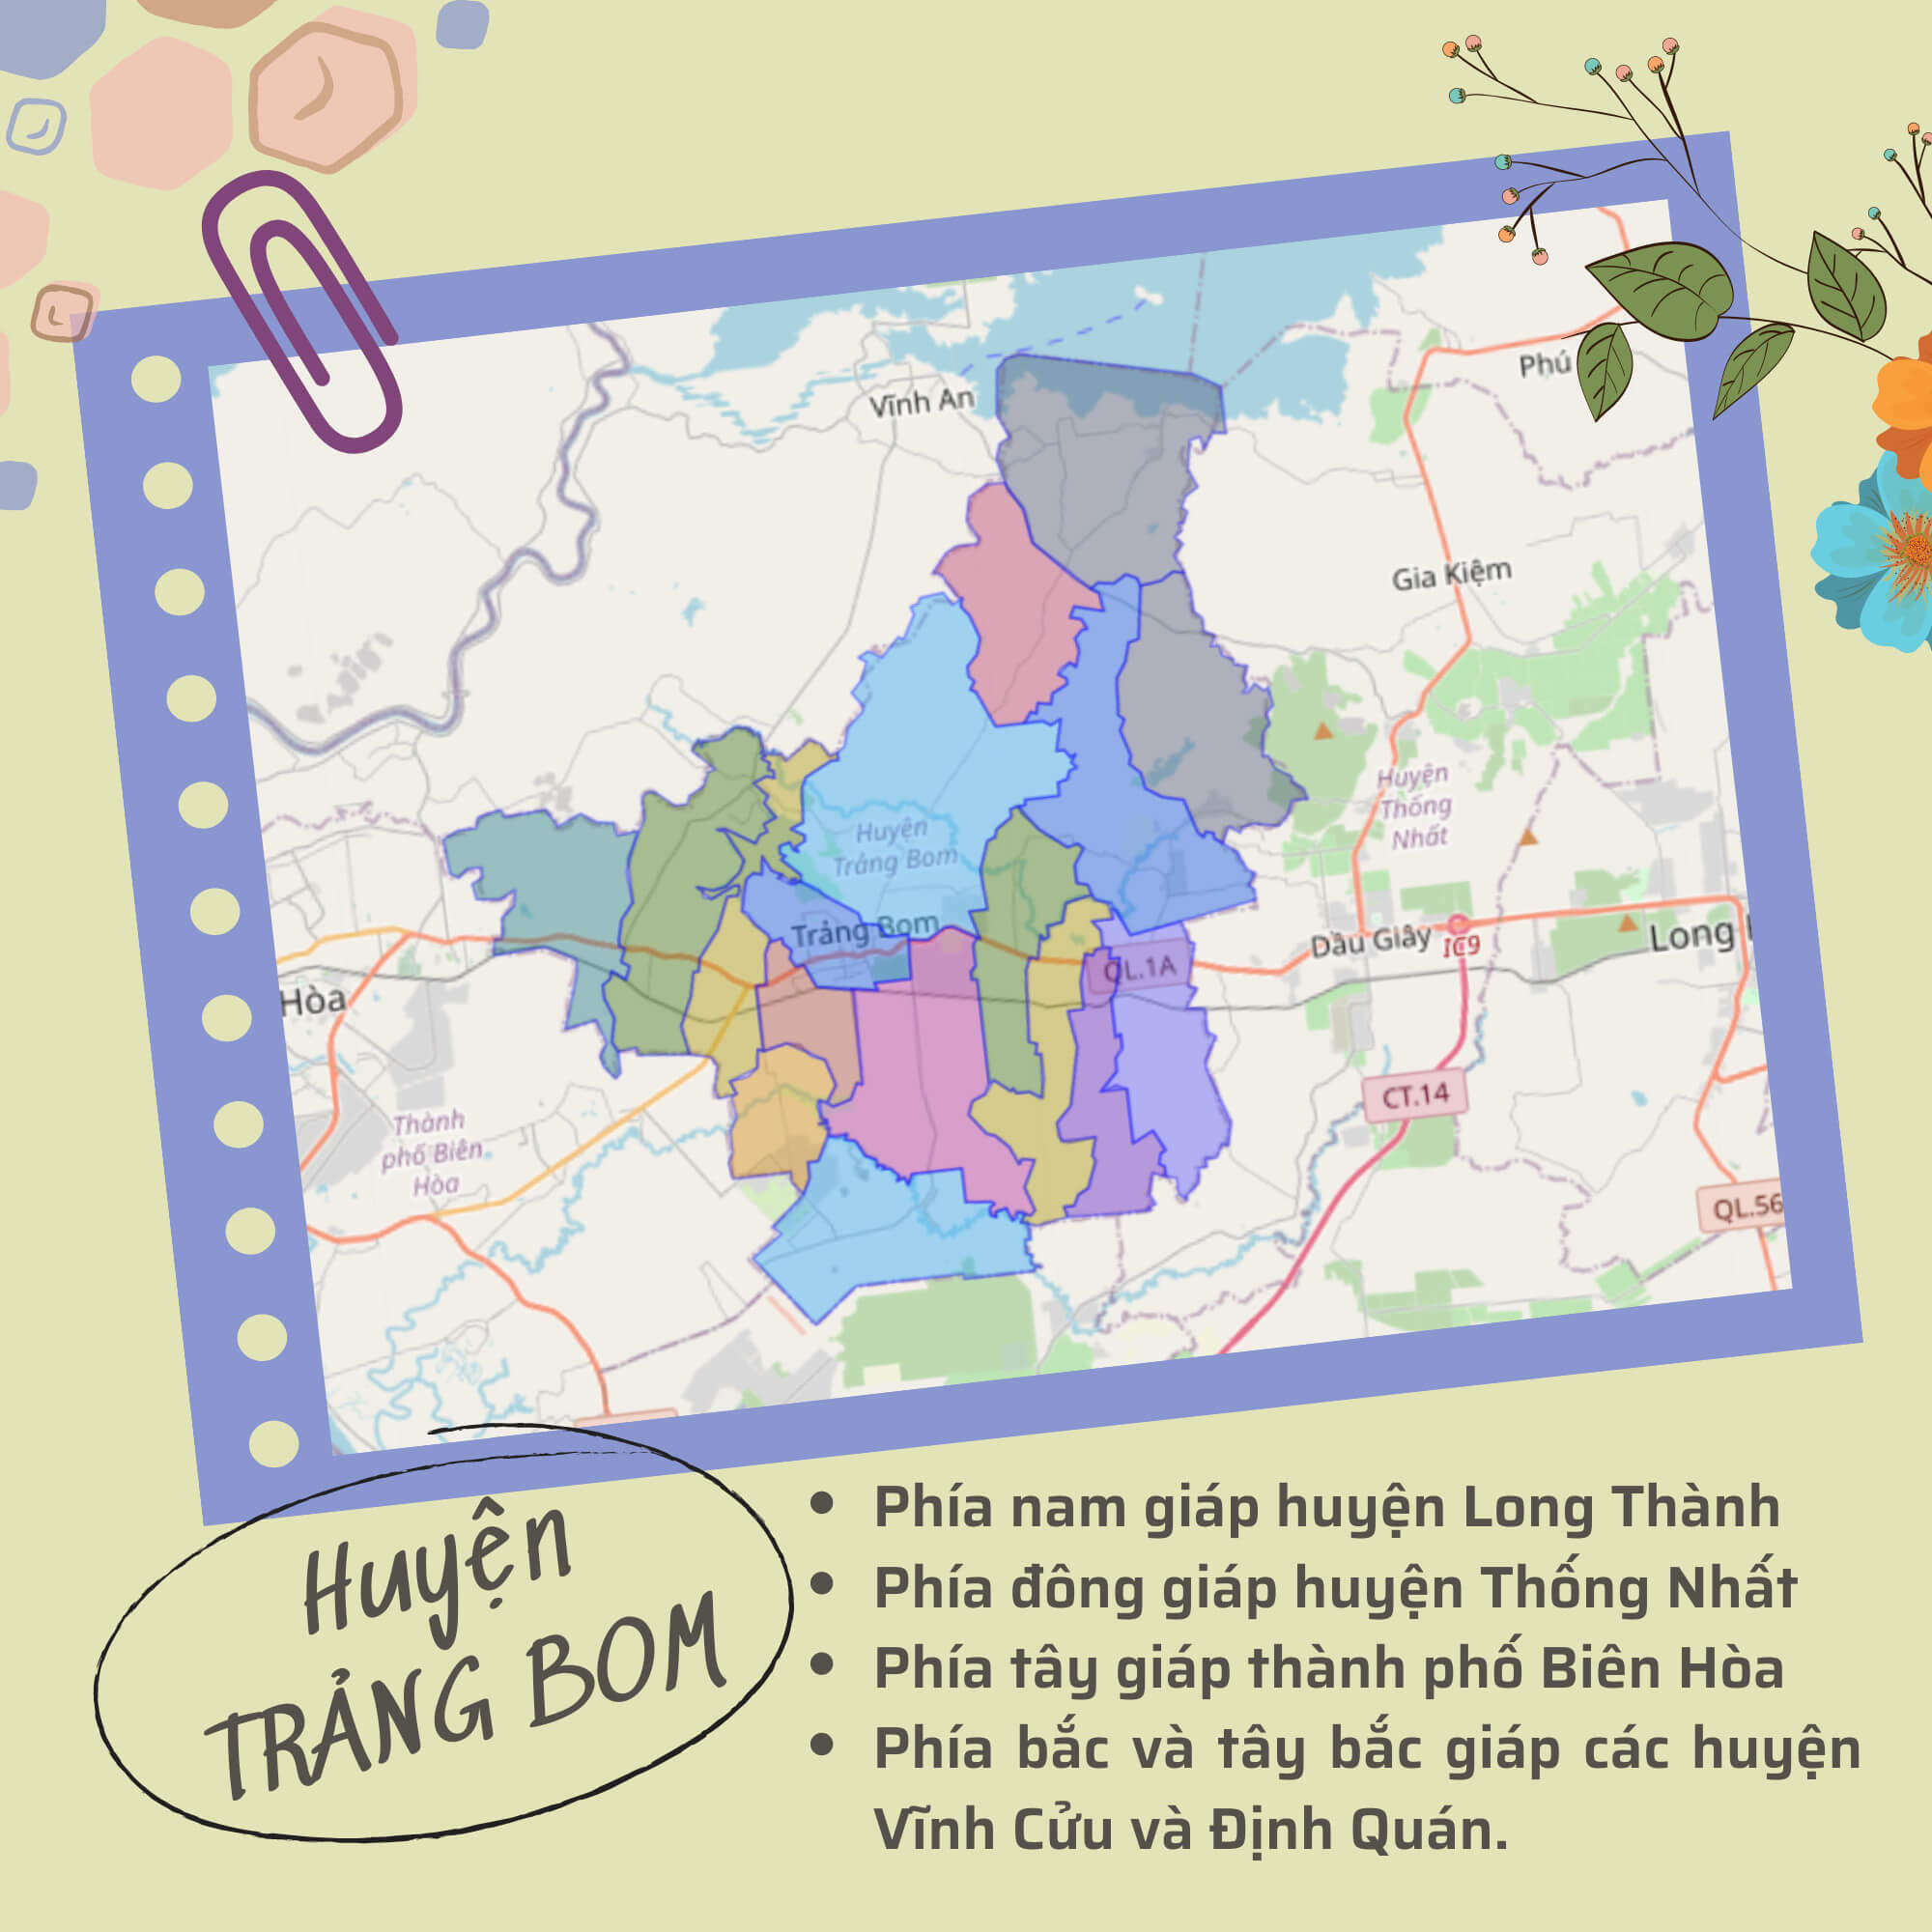 Vĩnh An
Phú
Gia Kiệm
Huyện
Thống
Nhất
Huyện
Trảng Bom
Trảng Bom
QL.1A
Dầu Giây
IC9
Long
Hòa
CT.14
Thành
phố Biên
Hòa
QL.56
Huyện
TRẢNG BOM
• Phía nam giáp huyện Long Thành
• Phía đông giáp huyện Thống Nhất
• Phía tây giáp thành phố Biên Hòa
• Phía bắc và tây bắc giáp các huyện
Vĩnh Cửu và Định Quán.